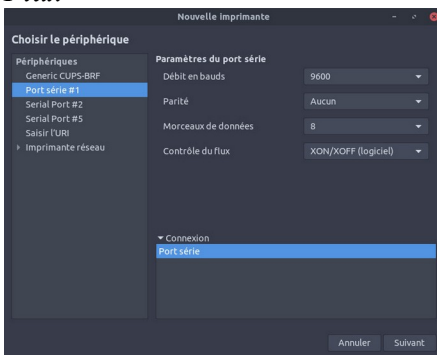 Nouvelle imprimante
Choisir le périphérique
Périphériques
Generic CUPS-BRF
Port série #1
Serial Port #2
Serial Port #5
Saisir l'URI
Imprimante réseau
Paramètres du port série
Débit en bauds 9600
Parité Aucun
Morceaux de données 8
Contrôle du flux XON/XOFF (logiciel)
Connexion
Port série
Annuler Suivant